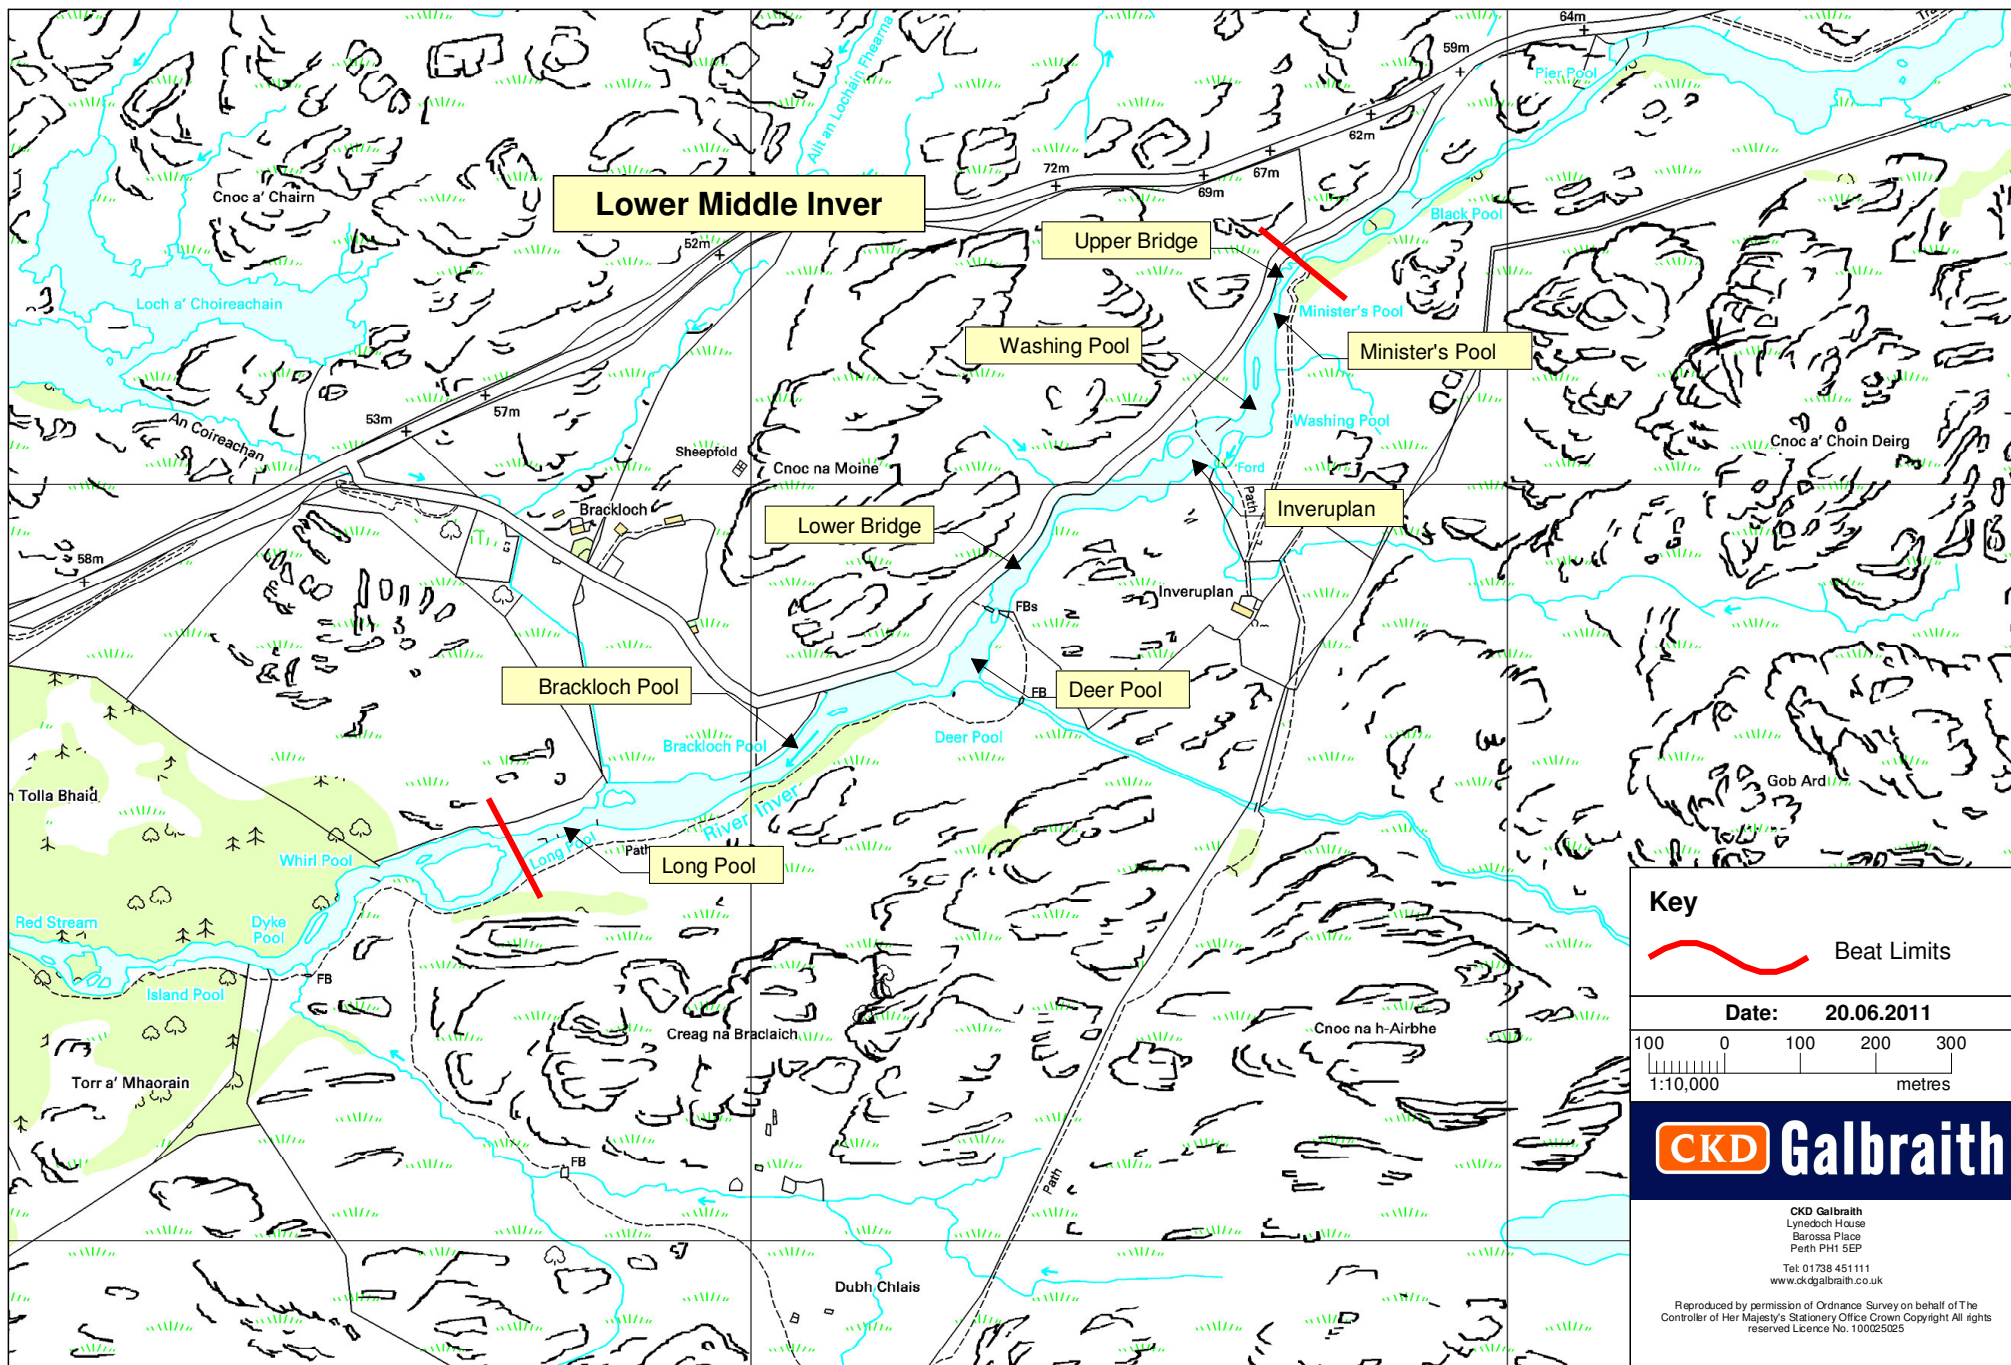 64m
59m
Pier Pool
Allt an Lochain Fhearna
62m
72m
67m
69m
Cnoc a' Chairn
Lower Middle Inver
Black Pool
Upper Bridge
52m
Loch a' Choireachain
Minister's Pool
Washing Pool
Minister's Pool
57m
53m
An Coireachan
Washing Pool
Cnoc a' Choin Deirg
Sheepfold
Cnoc na Moine
Ford
Path
Brackloch
Inveruplan
Lower Bridge
58m
Inveruplan
FBs
Brackloch Pool
FB
Deer Pool
Brackloch Pool
Deer Pool
Gob Ard
n Tolla Bhaid
River Inver
Long Pool
Path
Whirl Pool
Long Pool
Key
Red Stream
Dyke
Pool
Beat Limits
FB
Island Pool
Date: 20.06.2011
Creag na Braclaich
Cnoc na h-Airbhe
100 0 100 200 300
1:10,000 metres
Torr a' Mhaorain
CKD Galbraith
FB
Path
CKD Galbraith
Lynedoch House
Barossa Place
Perth PH1 5EP
Tel: 01738 451111
www.ckdgalbraith.co.uk
Dubh Chlais
Reproduced by permission of Ordnance Survey on behalf of The
Controller of Her Majesty's Stationery Office Crown Copyright All rights
reserved Licence No. 100025025